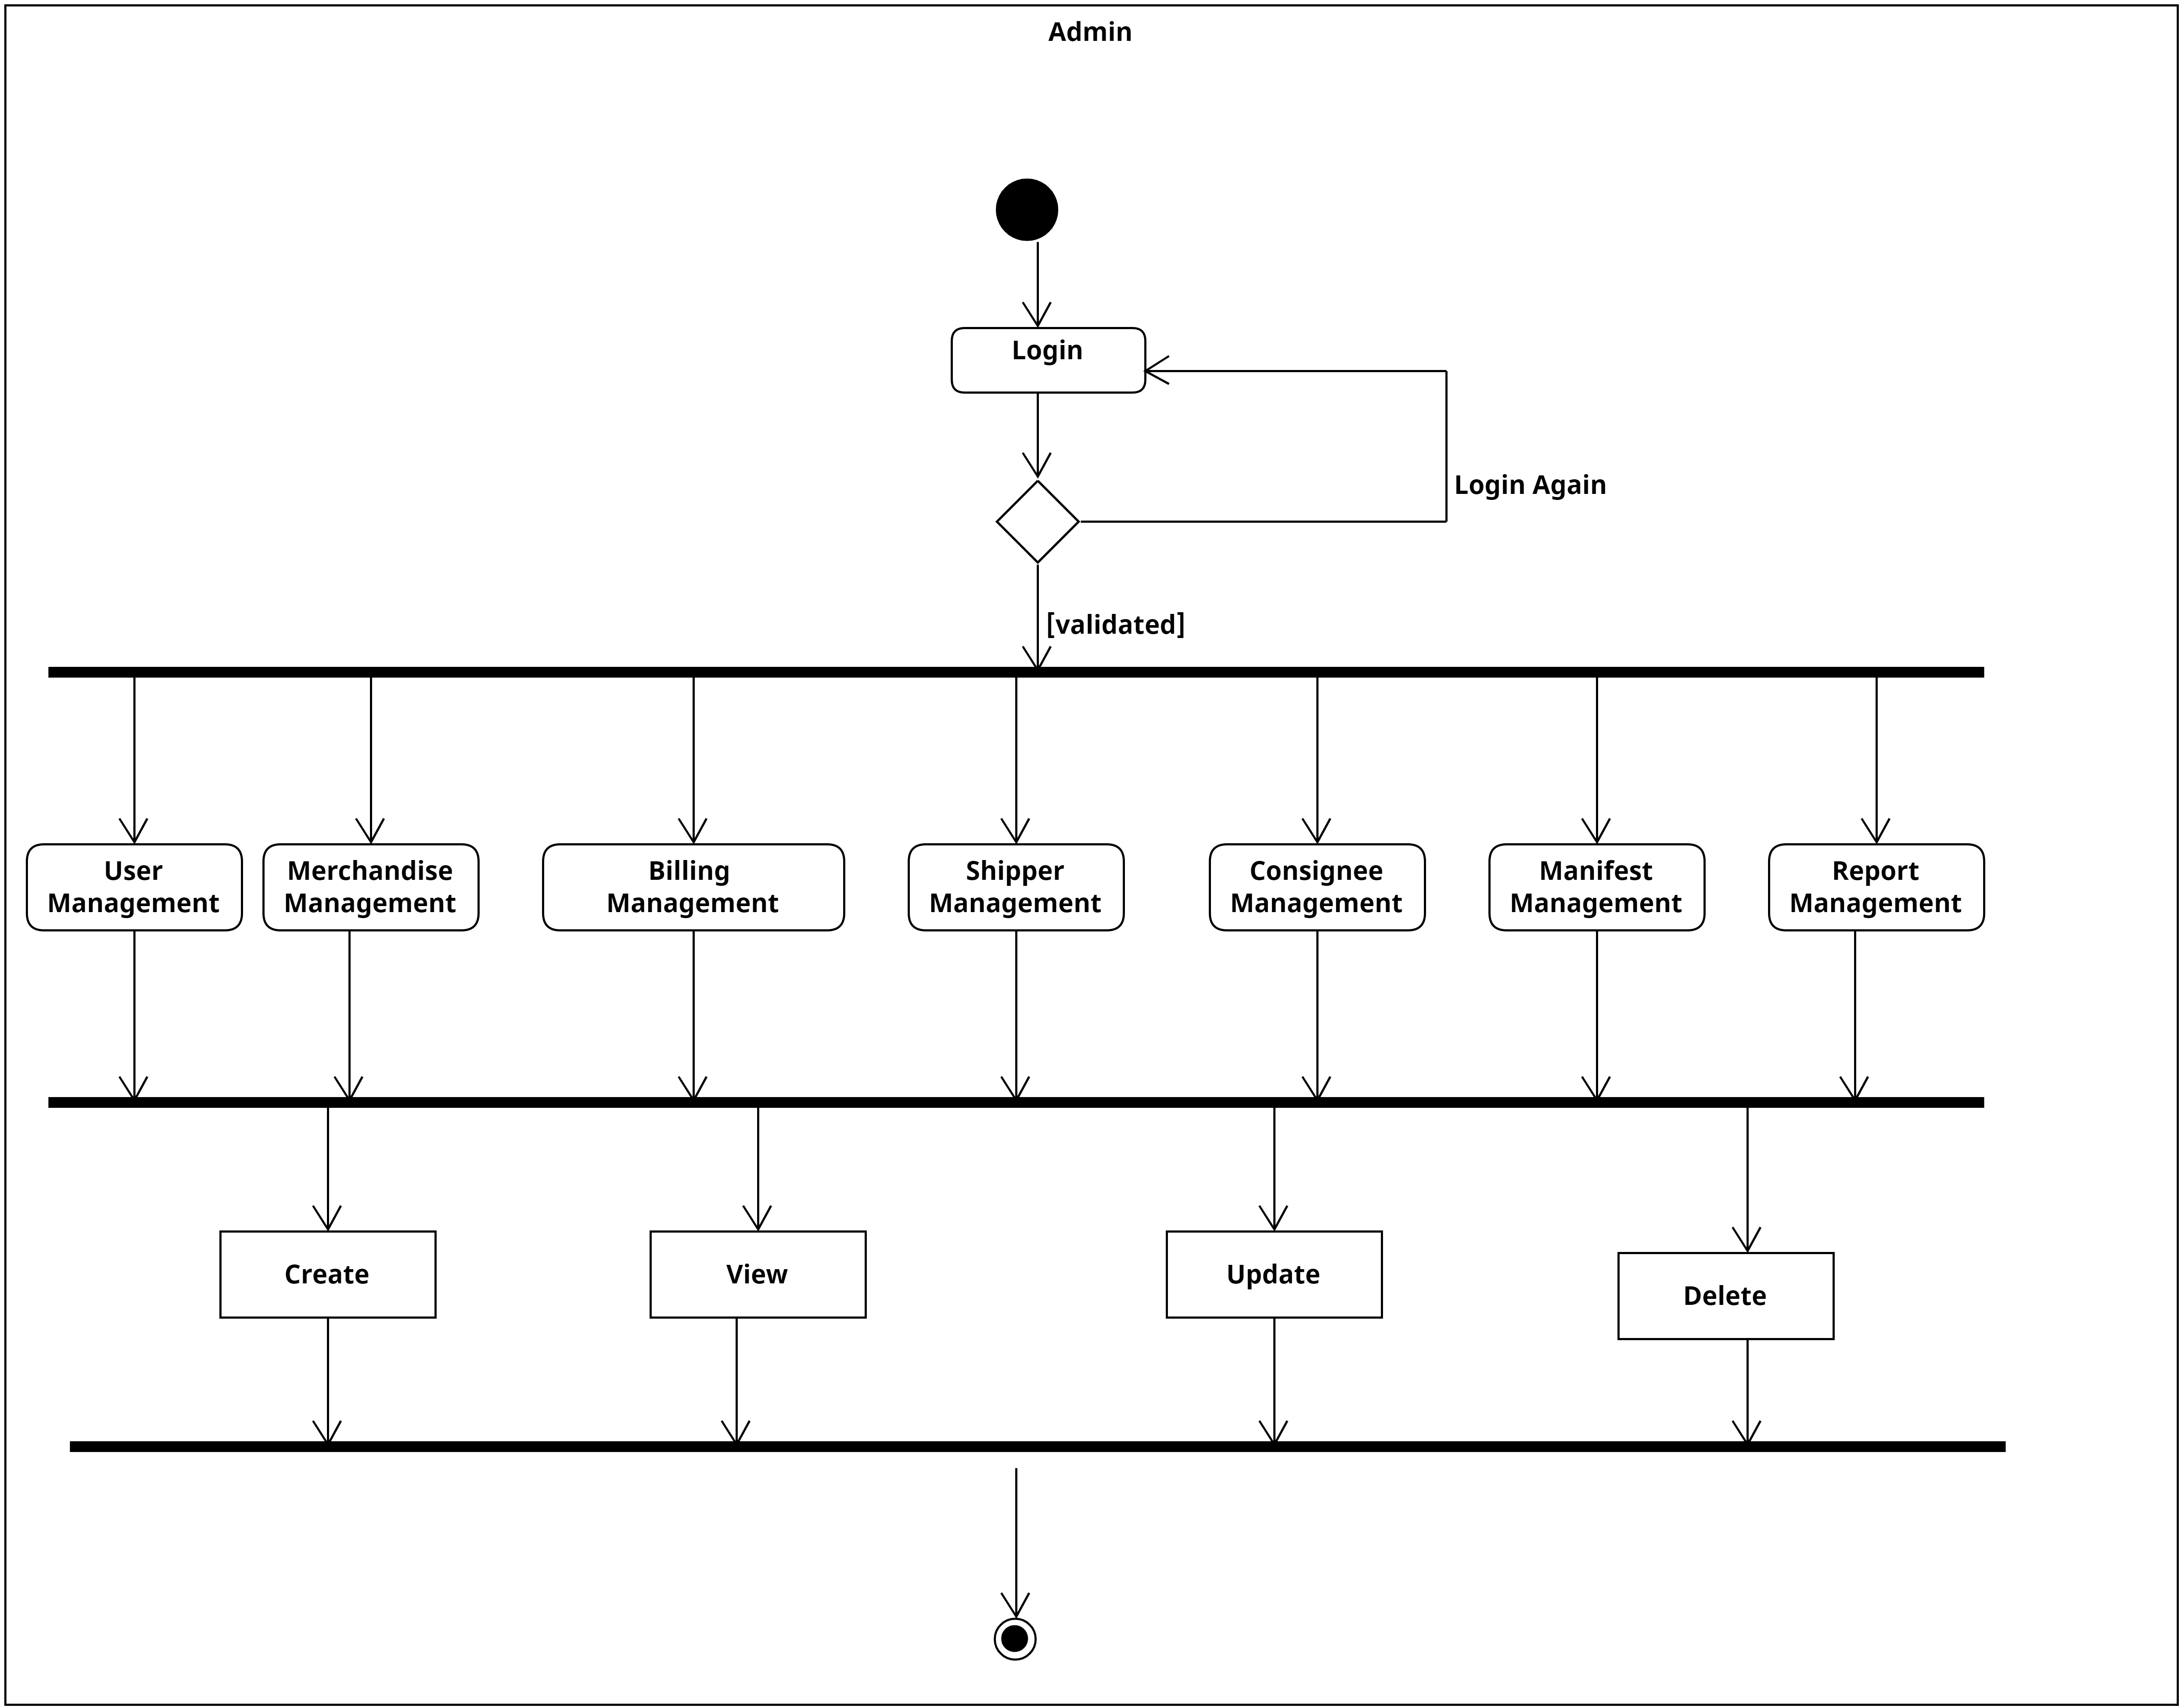 Admin
Login
Login Again
[validated]
User
Management
Merchandise
Management
Billing
Management
Shipper
Management
Consignee
Management
Manifest
Management
Report
Management
Create
View
Update
Delete